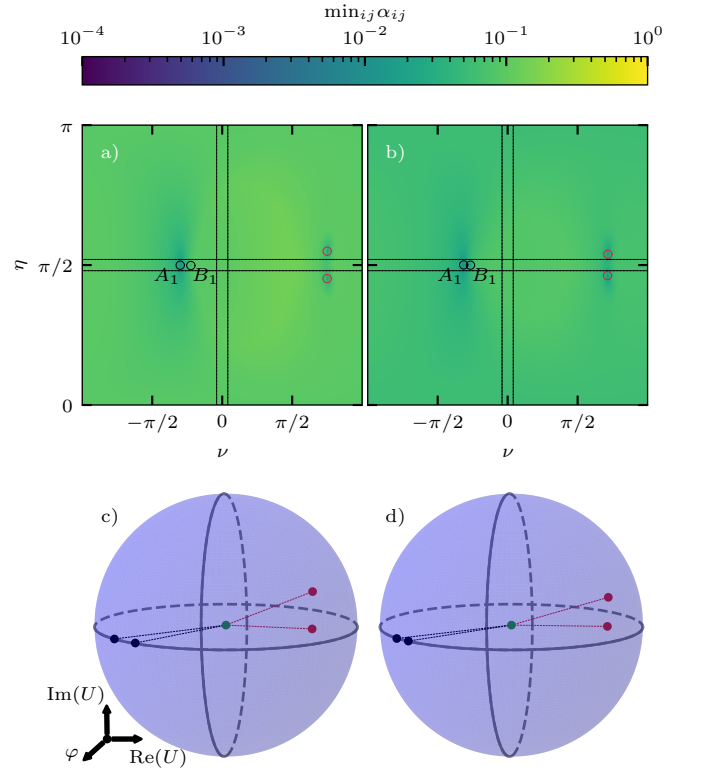 min_{ij} α_{ij}
10^{-4} 10^{-3} 10^{-2} 10^{-1} 10^{0}
a) b)
π
η π/2
0
A_1 B_1 A_1 B_1
−π/2 0 π/2 −π/2 0 π/2
ν ν
c) d)
Im(U)
φ Re(U)